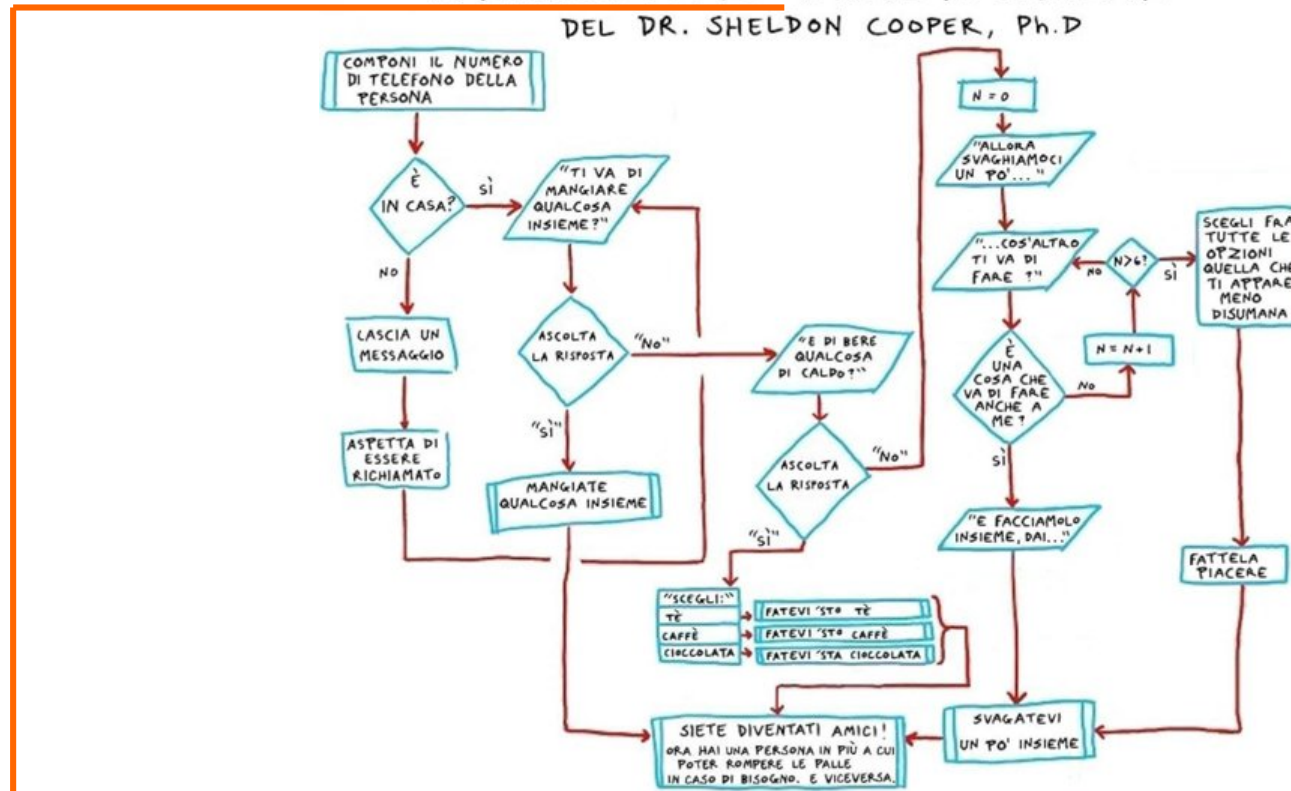 DEL DR. SHELDON COOPER, Ph.D
COMPONI IL NUMERO
DI TELEFONO DELLA
PERSONA
È
IN CASA?
SÌ
NO
"TI VA DI
MANGIARE
QUALCOSA
INSIEME?"
LASCIA UN
MESSAGGIO
ASPETTA DI
ESSERE
RICHIAMATO
ASCOLTA
LA RISPOSTA
"No"
"SÌ"
MANGIATE
QUALCOSA INSIEME
"E DI BERE
QUALCOSA
DI CALDO?"
ASCOLTA
LA RISPOSTA
"No"
"SÌ"
"SCEGLI:"
TÈ
FATEVI 'STO TÈ
CAFFÈ
FATEVI 'STO CAFFÈ
CIOCCOLATA
FATEVI 'STA CIOCCOLATA
N = 0
"ALLORA
SVAGHIAMOCI
UN PO'..."
"...COS'ALTRO
TI VA DI
FARE ?"
È
UNA
COSA CHE
VA DI FARE
ANCHE A
ME?
No
SÌ
N = N+1
N>6?
No
SÌ
SCEGLI FRA
TUTTE LE
OPZIONI
QUELLA CHE
TI APPARE
MENO
DISUMANA
FATTELA
PIACERE
"E FACCIAMOLO
INSIEME, DAI..."
SVAGATEVI
UN PO' INSIEME
SIETE DIVENTATI AMICI!
ORA HAI UNA PERSONA IN PIÙ A CUI
POTER ROMPERE LE PALLE
IN CASO DI BISOGNO. E VICEVERSA.